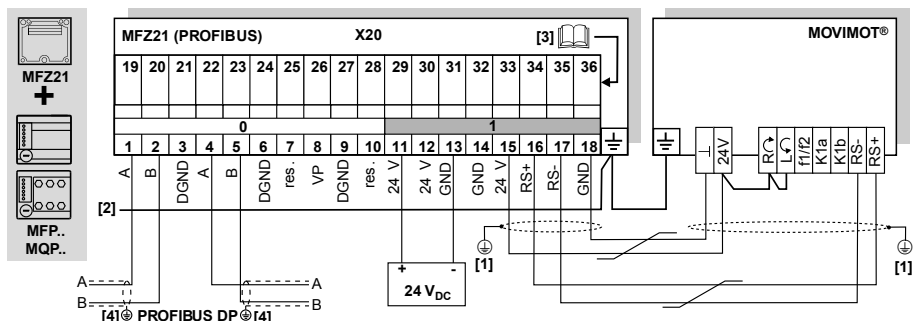 MFZ21 (PROFIBUS) X20 [3] MOVIMOT®
MFZ21
19 20 21 22 23 24 25 26 27 28 29 30 31 32 33 34 35 36
0 1
1 2 3 4 5 6 7 8 9 10 11 12 13 14 15 16 17 18
A B DGND A B DGND res. VP DGND res. 24 V 24 V GND GND 24 V RS+ RS- GND
⊥ 24V R L f1/f2 K1a K1b RS- RS+
MFP..
MQP..
[2]
[1] [1]
+ -
24 VDC
A A
B B
[4] PROFIBUS DP [4]